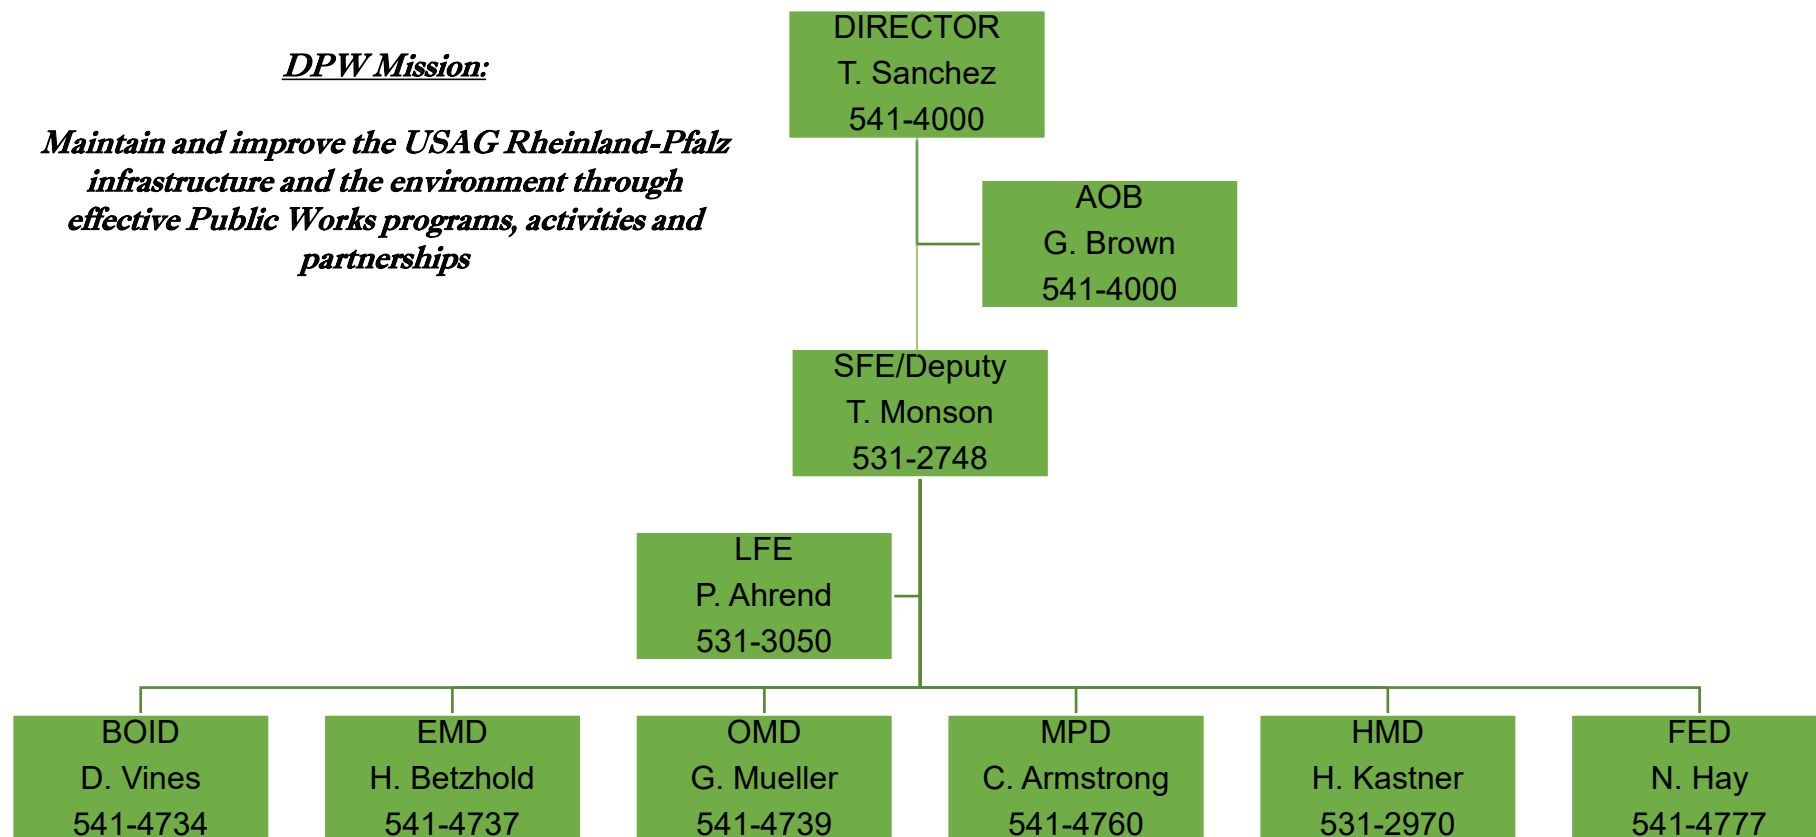 DPW Mission:
Maintain and improve the USAG Rheinland-Pfalz
infrastructure and the environment through
effective Public Works programs, activities and
partnerships
DIRECTOR
T. Sanchez
541-4000
AOB
G. Brown
541-4000
SFE/Deputy
T. Monson
531-2748
LFE
P. Ahrend
531-3050
BOID
D. Vines
541-4734
EMD
H. Betzhold
541-4737
OMD
G. Mueller
541-4739
MPD
C. Armstrong
541-4760
HMD
H. Kastner
531-2970
FED
N. Hay
541-4777